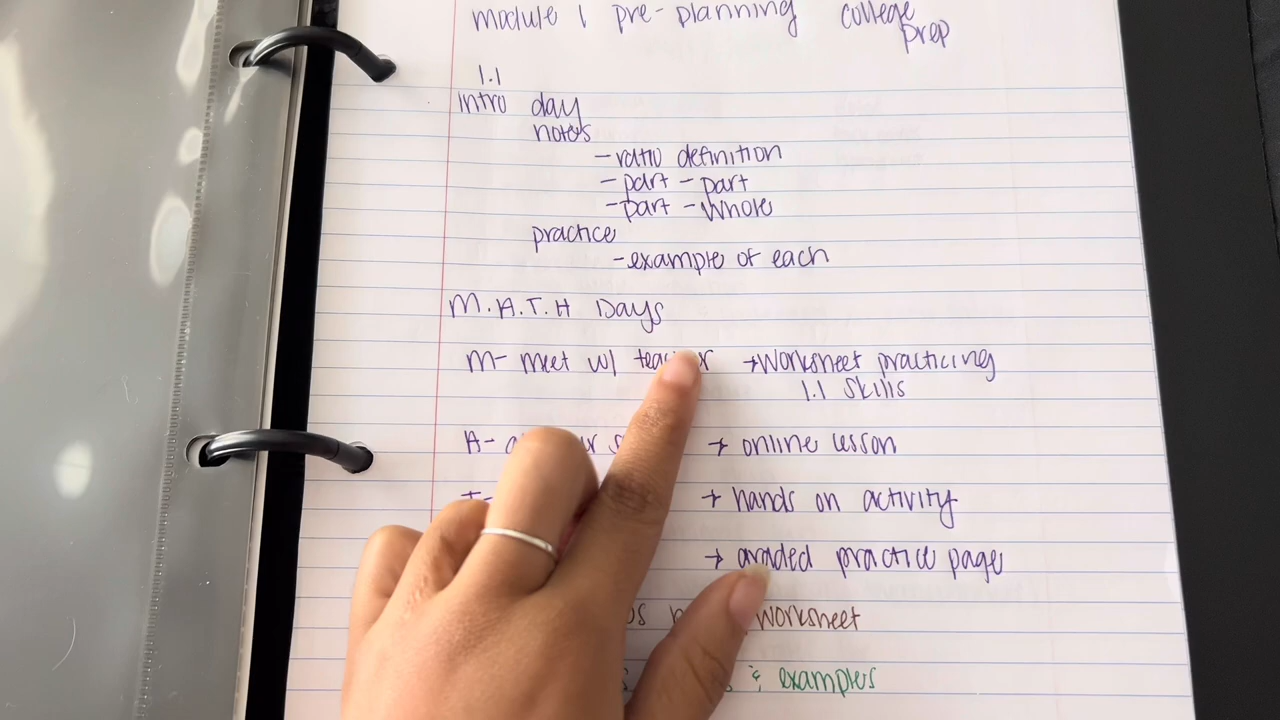 module 1 pre-planning college prep
1.1
intro day
notes
-ratio definition
-part-part
-part-whole
practice
-example of each
M.A.T.H Days
M- meet w/ teacher →worksheet practicing
1.1 skills
A- → online lesson
T- → hands on activity
→ graded practice page
worksheet
& examples